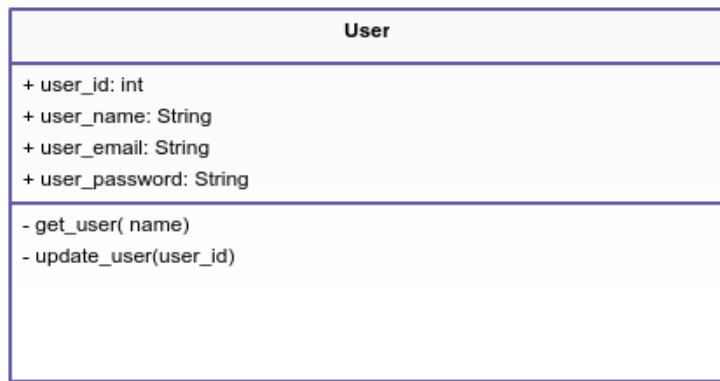 User
+ user_id: int
+ user_name: String
+ user_email: String
+ user_password: String
- get_user( name)
- update_user(user_id)